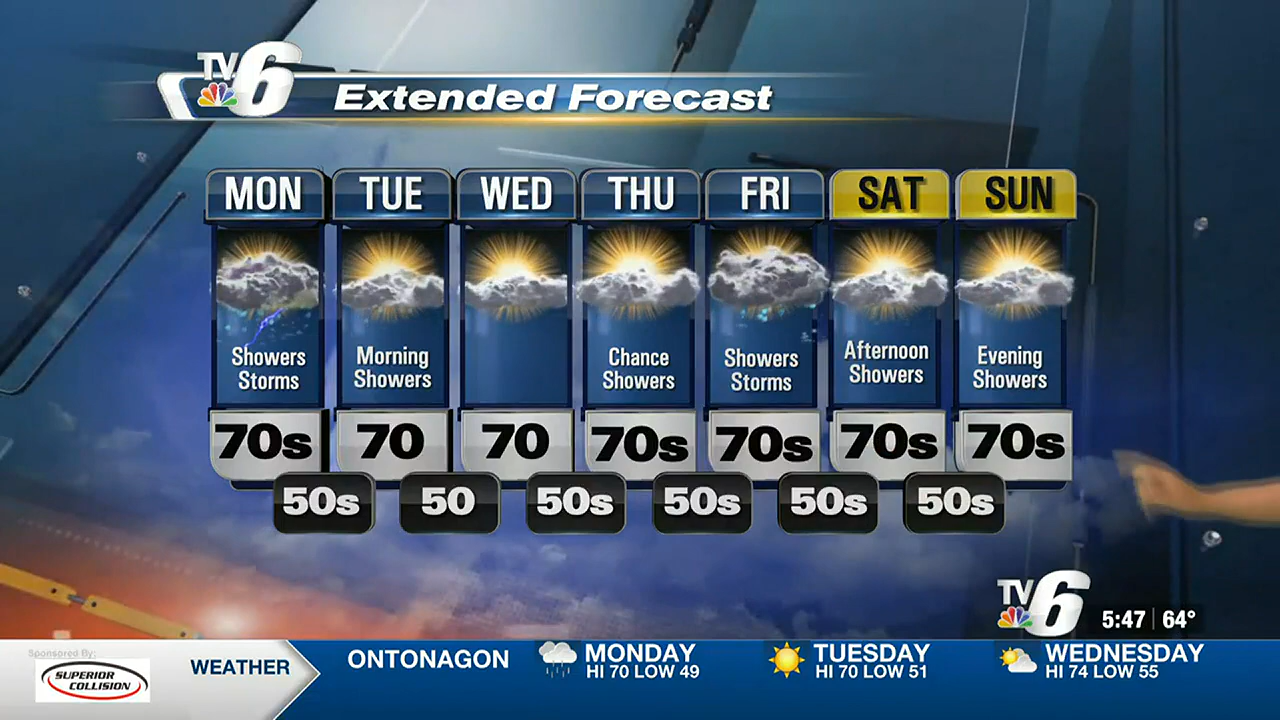 TV6
Extended Forecast
MON TUE WED THU FRI SAT SUN
Showers
Storms
Morning
Showers
Chance
Showers
Showers
Storms
Afternoon
Showers
Evening
Showers
70s 70 70 70s 70s 70s 70s
50s 50 50s 50s 50s 50s
TV6
5:47 64°
Sponsored By:
SUPERIOR
COLLISION
WEATHER
ONTONAGON
MONDAY
HI 70 LOW 49
TUESDAY
HI 70 LOW 51
WEDNESDAY
HI 74 LOW 55